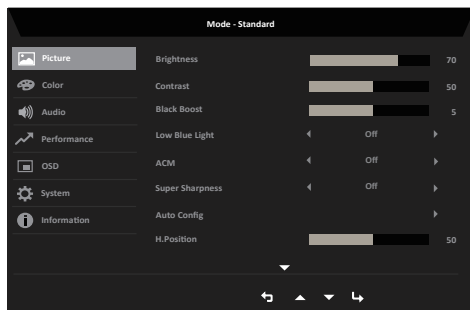 Mode - Standard
Picture
Brightness 70
Color
Contrast 50
Audio
Black Boost 5
Performance
Low Blue Light Off
OSD
ACM Off
System
Super Sharpness Off
Information
Auto Config
H.Position 50